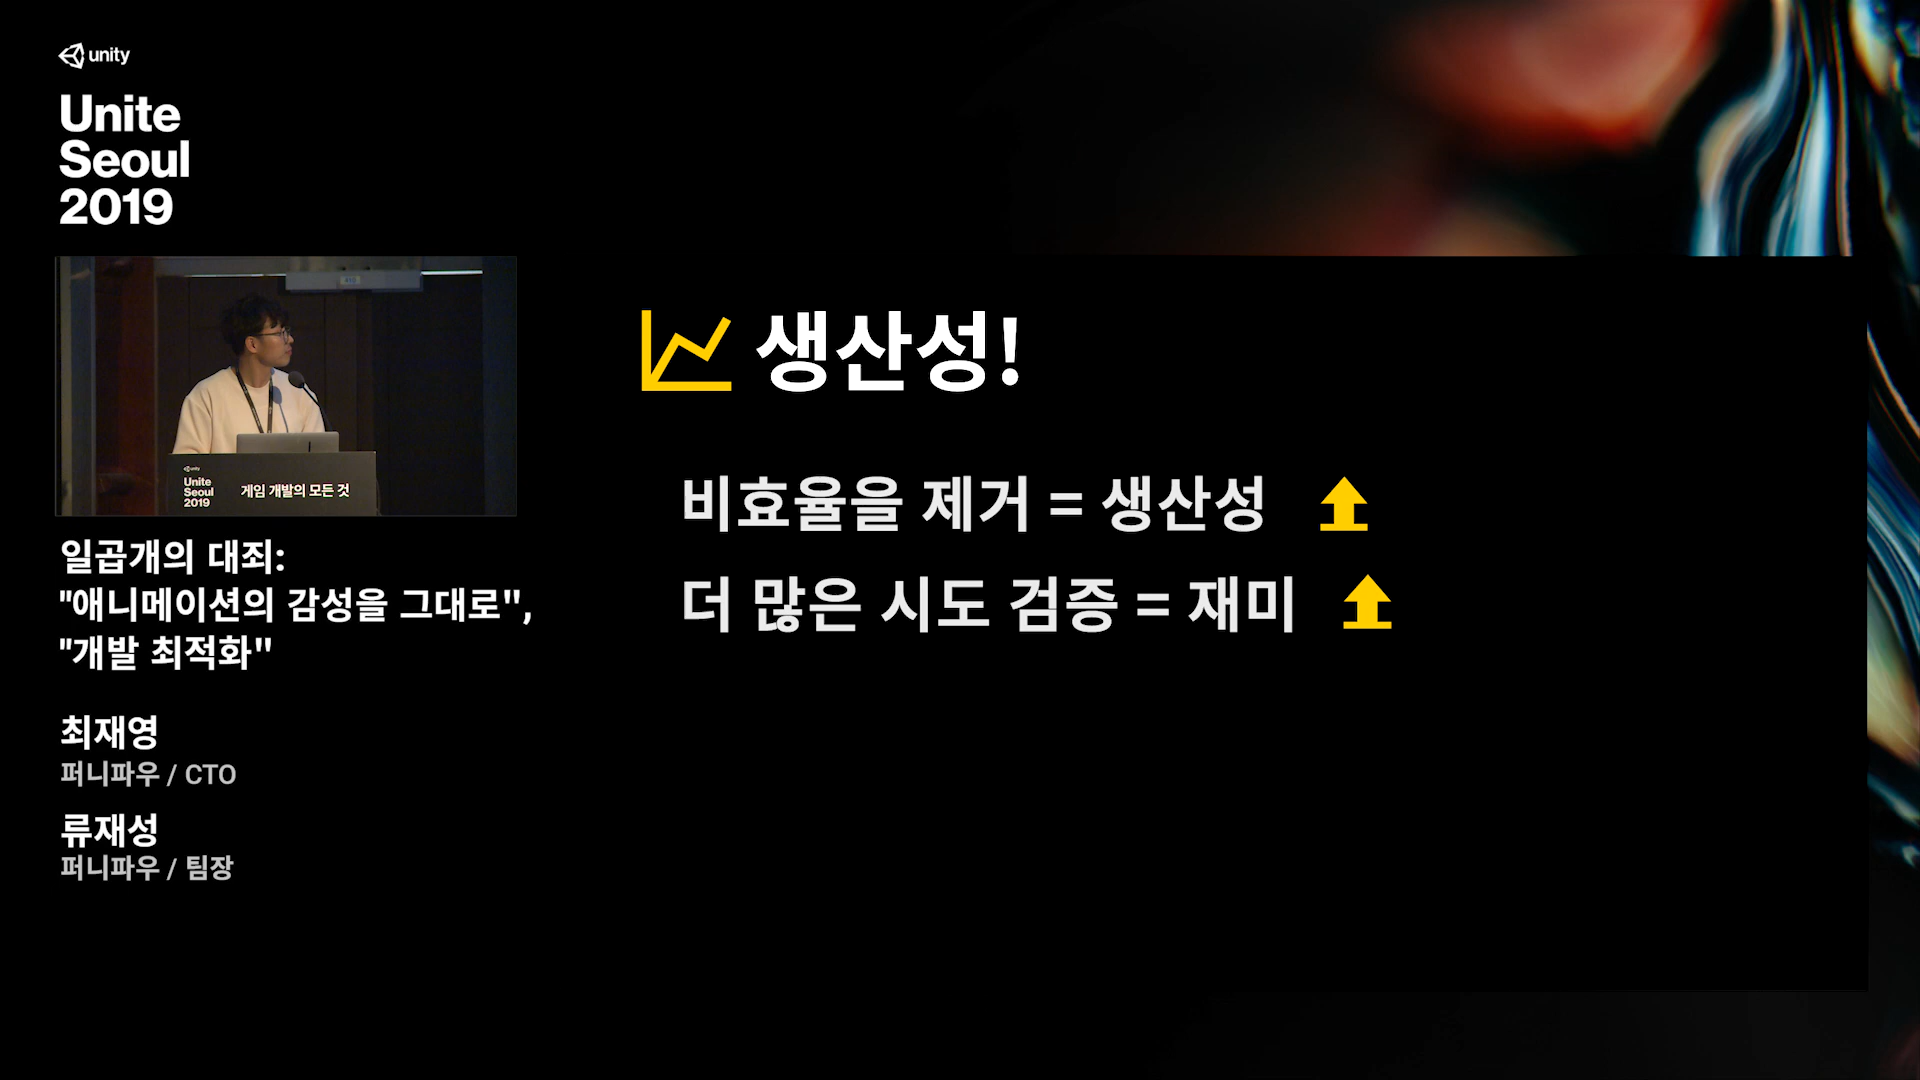 unity
Unite
Seoul
2019
unity
Unite
Seoul
2019
게임 개발의 모든 것
일곱개의 대죄:
"애니메이션의 감성을 그대로",
"개발 최적화"
최재영
퍼니파우 / CTO
류재성
퍼니파우 / 팀장
생산성!
비효율을 제거 = 생산성
더 많은 시도 검증 = 재미